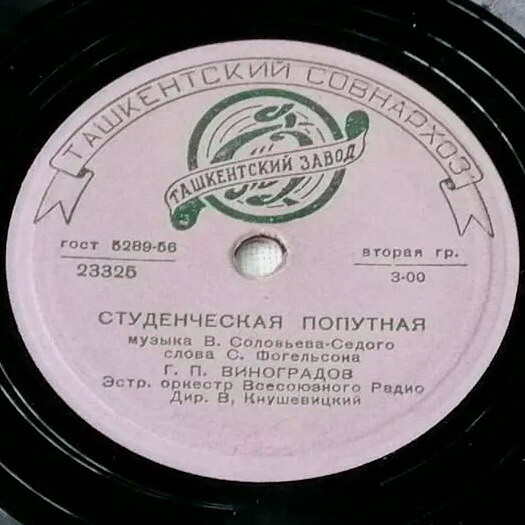 ТАШКЕНТСКИЙ СОВНАРХОЗ
ТАШКЕНТСКИЙ ЗАВОД
гост 5289-56
вторая гр.
23325
3-00
СТУДЕНЧЕСКАЯ ПОПУТНАЯ
музыка В. Соловьева-Седого
слова С. Фогельсона
Г. П. ВИНОГРАДОВ
Эстр. оркестр Всесоюзного Радио
Дир. В, Кнушевицкий